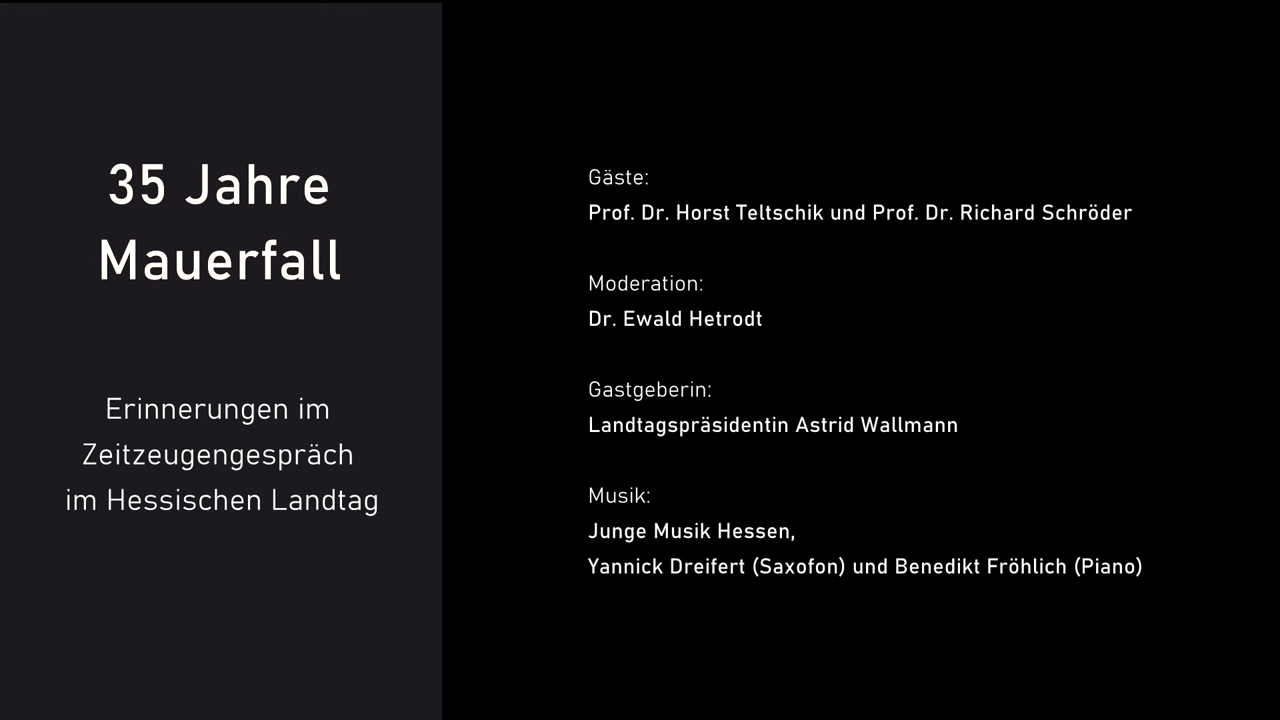 35 Jahre
Mauerfall
Erinnerungen im
Zeitzeugengespräch
im Hessischen Landtag
Gäste:
Prof. Dr. Horst Teltschik und Prof. Dr. Richard Schröder
Moderation:
Dr. Ewald Hetrodt
Gastgeberin:
Landtagspräsidentin Astrid Wallmann
Musik:
Junge Musik Hessen,
Yannick Dreifert (Saxofon) und Benedikt Fröhlich (Piano)